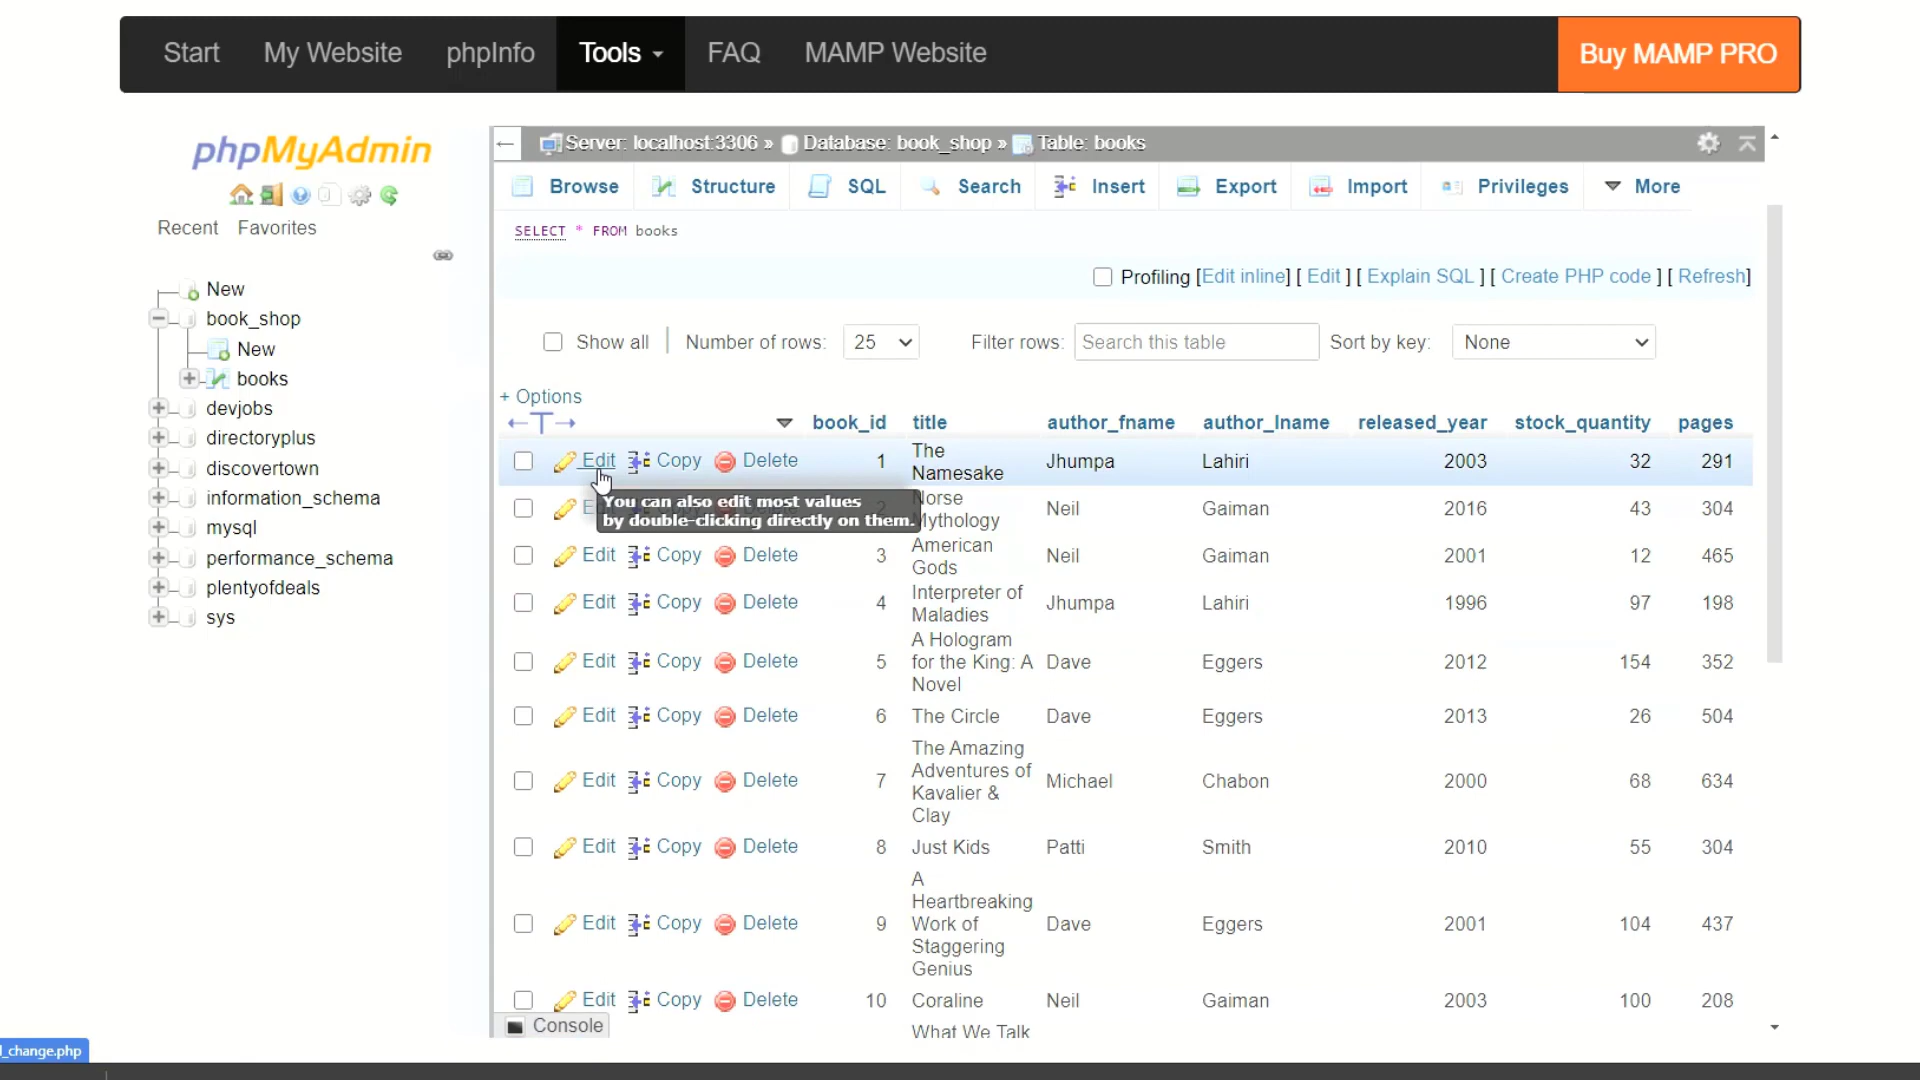 Start My Website phpInfo Tools FAQ MAMP Website Buy MAMP PRO
phpMyAdmin
Recent Favorites
New
book_shop
New
books
devjobs
directoryplus
discovertown
information_schema
mysql
performance_schema
plentyofdeals
sys
Server: localhost:3306 » Database: book_shop » Table: books
Browse Structure SQL Search Insert Export Import Privileges More
SELECT * FROM books
Profiling [Edit inline] [ Edit ] [ Explain SQL ] [ Create PHP code ] [ Refresh]
Show all Number of rows: 25 Filter rows: Search this table Sort by key: None
+ Options
book_id title author_fname author_lname released_year stock_quantity pages
Edit Copy Delete 1 The Namesake Jhumpa Lahiri 2003 32 291
You can also edit most values
by double-clicking directly on them.
2 Norse Mythology Neil Gaiman 2016 43 304
Edit Copy Delete 3 American Gods Neil Gaiman 2001 12 465
Edit Copy Delete 4 Interpreter of Maladies Jhumpa Lahiri 1996 97 198
Edit Copy Delete 5 A Hologram for the King: A Novel Dave Eggers 2012 154 352
Edit Copy Delete 6 The Circle Dave Eggers 2013 26 504
Edit Copy Delete 7 The Amazing Adventures of Kavalier & Clay Michael Chabon 2000 68 634
Edit Copy Delete 8 Just Kids Patti Smith 2010 55 304
Edit Copy Delete 9 A Heartbreaking Work of Staggering Genius Dave Eggers 2001 104 437
Edit Copy Delete 10 Coraline Neil Gaiman 2003 100 208
Console
What We Talk
l_change.php